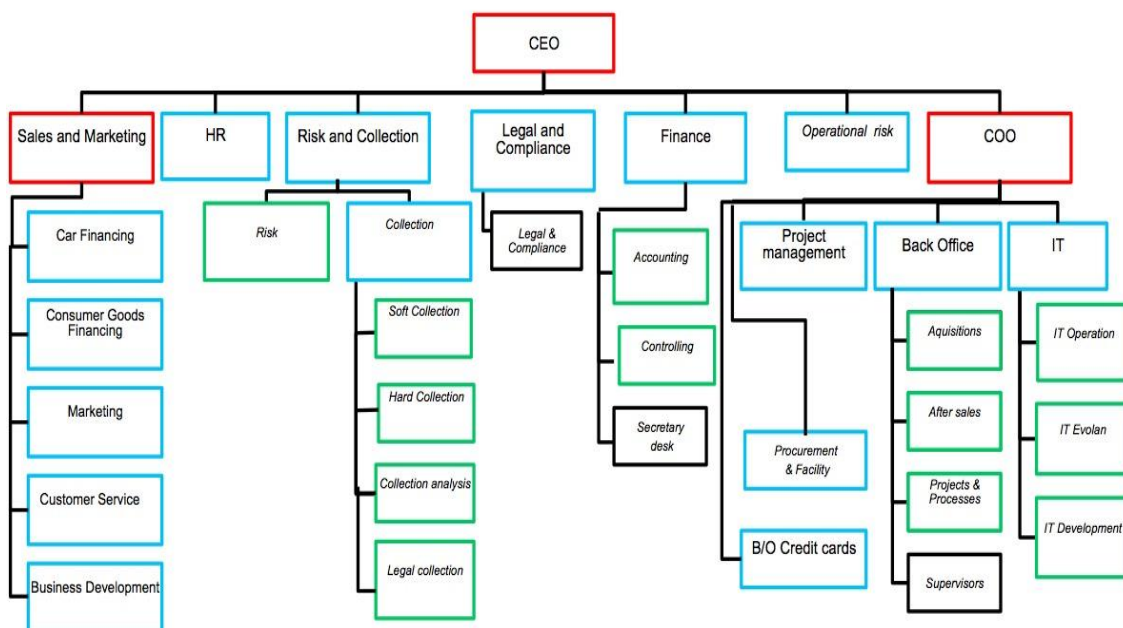 CEO
Sales and Marketing
HR
Risk and Collection
Legal and
Compliance
Finance
Operational risk
COO
Risk
Collection
Legal &
Compliance
Car Financing
Consumer Goods
Financing
Marketing
Customer Service
Business Development
Soft Collection
Hard Collection
Collection analysis
Legal collection
Accounting
Controlling
Secretary
desk
Project
management
Back Office
IT
Procurement
& Facility
B/O Credit cards
Aquisitions
After sales
Projects &
Processes
Supervisors
IT Operation
IT Evolan
IT Development